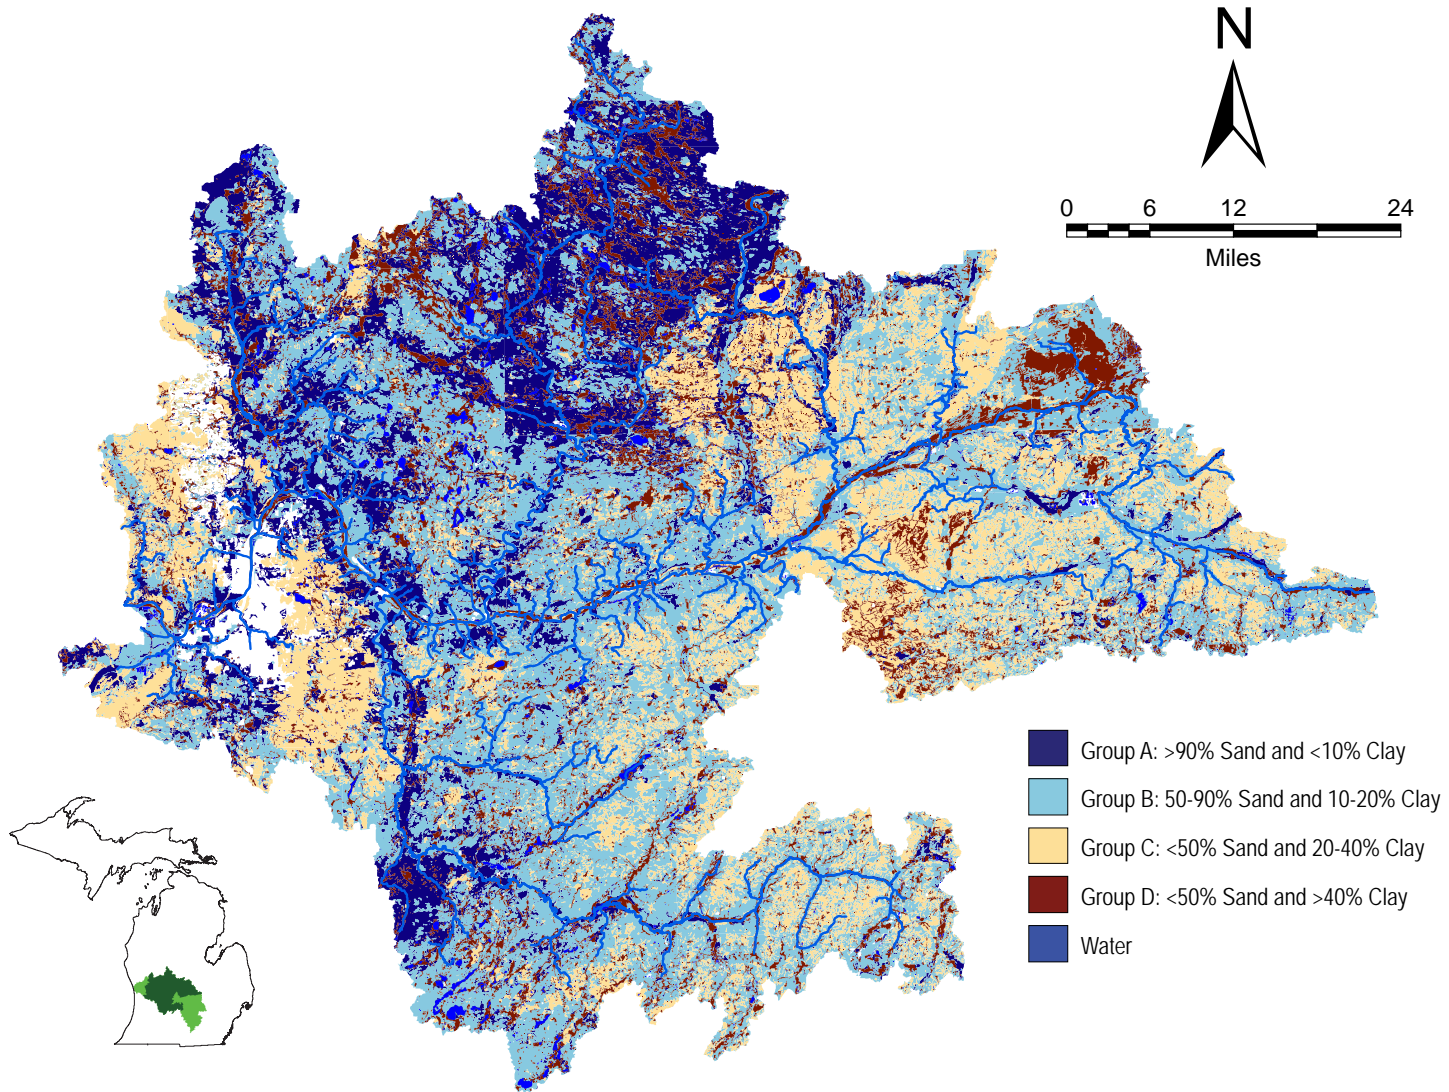 N
0 6 12 24
Miles
Group A: >90% Sand and <10% Clay
Group B: 50-90% Sand and 10-20% Clay
Group C: <50% Sand and 20-40% Clay
Group D: <50% Sand and >40% Clay
Water